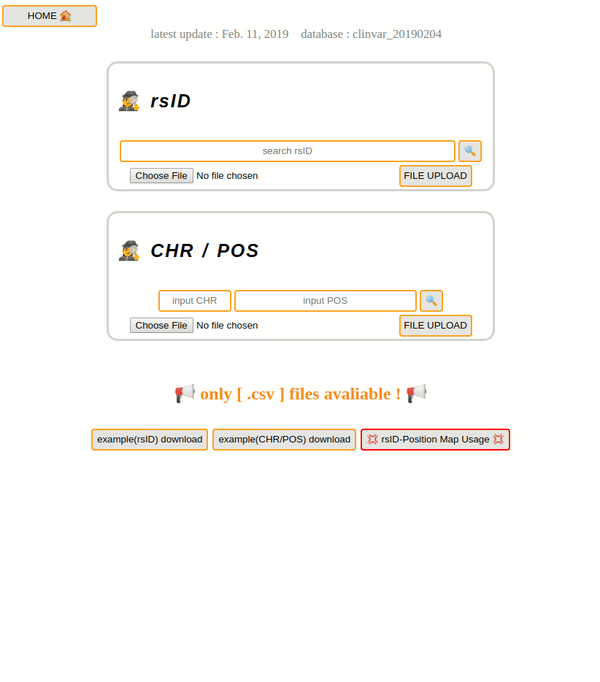 HOME 🏠
latest update : Feb. 11, 2019 database : clinvar_20190204
rsID
search rsID
Choose File No file chosen FILE UPLOAD
CHR / POS
input CHR input POS
Choose File No file chosen FILE UPLOAD
only [ .csv ] files avaliable !
example(rsID) download example(CHR/POS) download 💢 rsID-Position Map Usage 💢